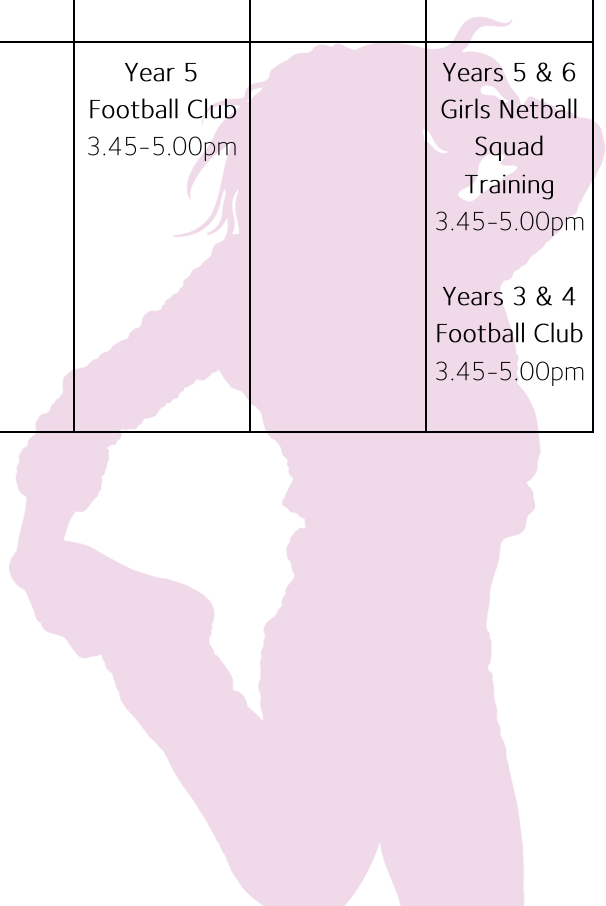 Year 5
Football Club
3.45-5.00pm
Years 5 & 6
Girls Netball
Squad
Training
3.45-5.00pm
Years 3 & 4
Football Club
3.45-5.00pm